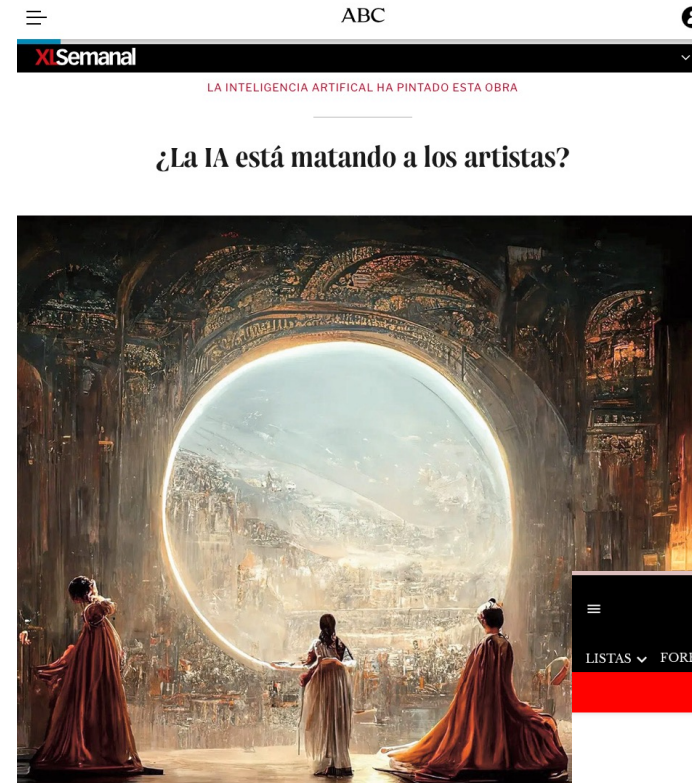 ABC
XLSemanal
LA INTELIGENCIA ARTIFICAL HA PINTADO ESTA OBRA
¿La IA está matando a los artistas?
LISTAS